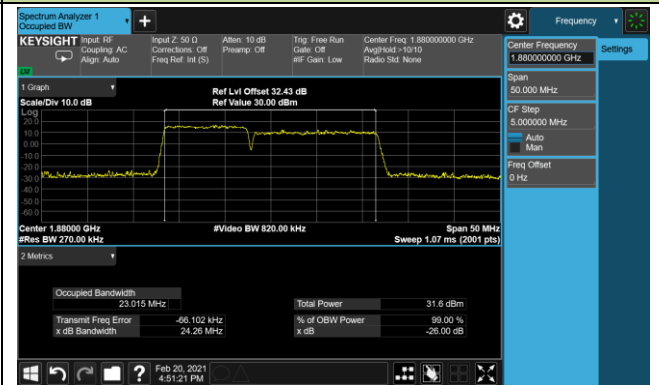 Spectrum Analyzer 1
Occupied BW
+
Frequency
KEYSIGHT Input: RF
Coupling: AC
Align: Auto
Input Z: 50 Ω
Corrections: Off
Freq Ref: Int (S)
Atten: 10 dB
Preamp: Off
Trig: Free Run
Gate: Off
#IF Gain: Low
Center Freq: 1.880000000 GHz
Avg|Hold:>10/10
Radio Std: None
Center Frequency
1.880000000 GHz
Settings
Span
50.000 MHz
CF Step
5.000000 MHz
Auto
Man
Freq Offset
0 Hz
1 Graph
Scale/Div 10.0 dB
Ref Lvl Offset 32.43 dB
Ref Value 30.00 dBm
Log
20.0
10.0
0.00
-10.0
-20.0
-30.0
-40.0
-50.0
-60.0
Center 1.88000 GHz
#Video BW 820.00 kHz
Span 50 MHz
#Res BW 270.00 kHz
Sweep 1.07 ms (2001 pts)
2 Metrics
Occupied Bandwidth
23.015 MHz
Total Power 31.6 dBm
Transmit Freq Error -66.102 kHz
% of OBW Power 99.00 %
x dB Bandwidth 24.26 MHz
x dB -26.00 dB
?
Feb 20, 2021
4:51:21 PM